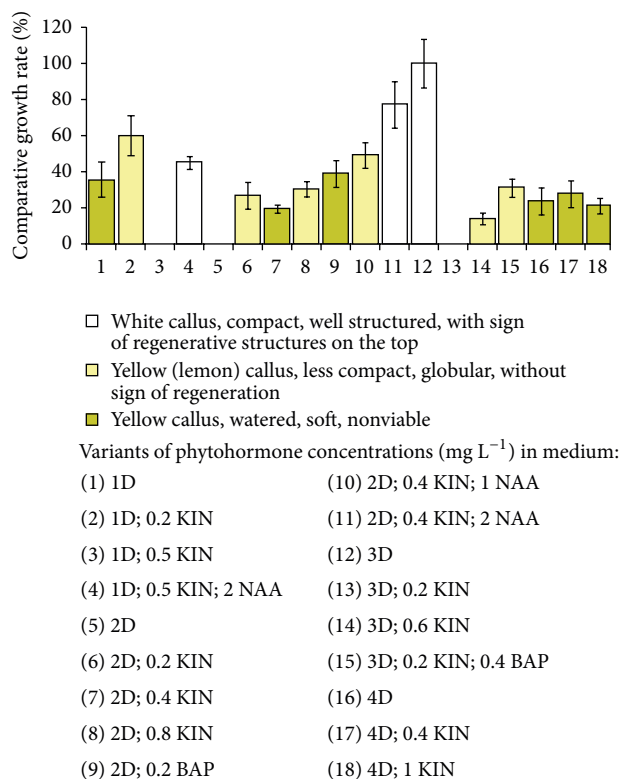 Comparative growth rate (%)
120
100
80
60
40
20
0
1 2 3 4 5 6 7 8 9 10 11 12 13 14 15 16 17 18
White callus, compact, well structured, with sign
of regenerative structures on the top
Yellow (lemon) callus, less compact, globular, without
sign of regeneration
Yellow callus, watered, soft, nonviable
Variants of phytohormone concentrations (mg L⁻¹) in medium:
(1) 1D
(2) 1D; 0.2 KIN
(3) 1D; 0.5 KIN
(4) 1D; 0.5 KIN; 2 NAA
(5) 2D
(6) 2D; 0.2 KIN
(7) 2D; 0.4 KIN
(8) 2D; 0.8 KIN
(9) 2D; 0.2 BAP
(10) 2D; 0.4 KIN; 1 NAA
(11) 2D; 0.4 KIN; 2 NAA
(12) 3D
(13) 3D; 0.2 KIN
(14) 3D; 0.6 KIN
(15) 3D; 0.2 KIN; 0.4 BAP
(16) 4D
(17) 4D; 0.4 KIN
(18) 4D; 1 KIN